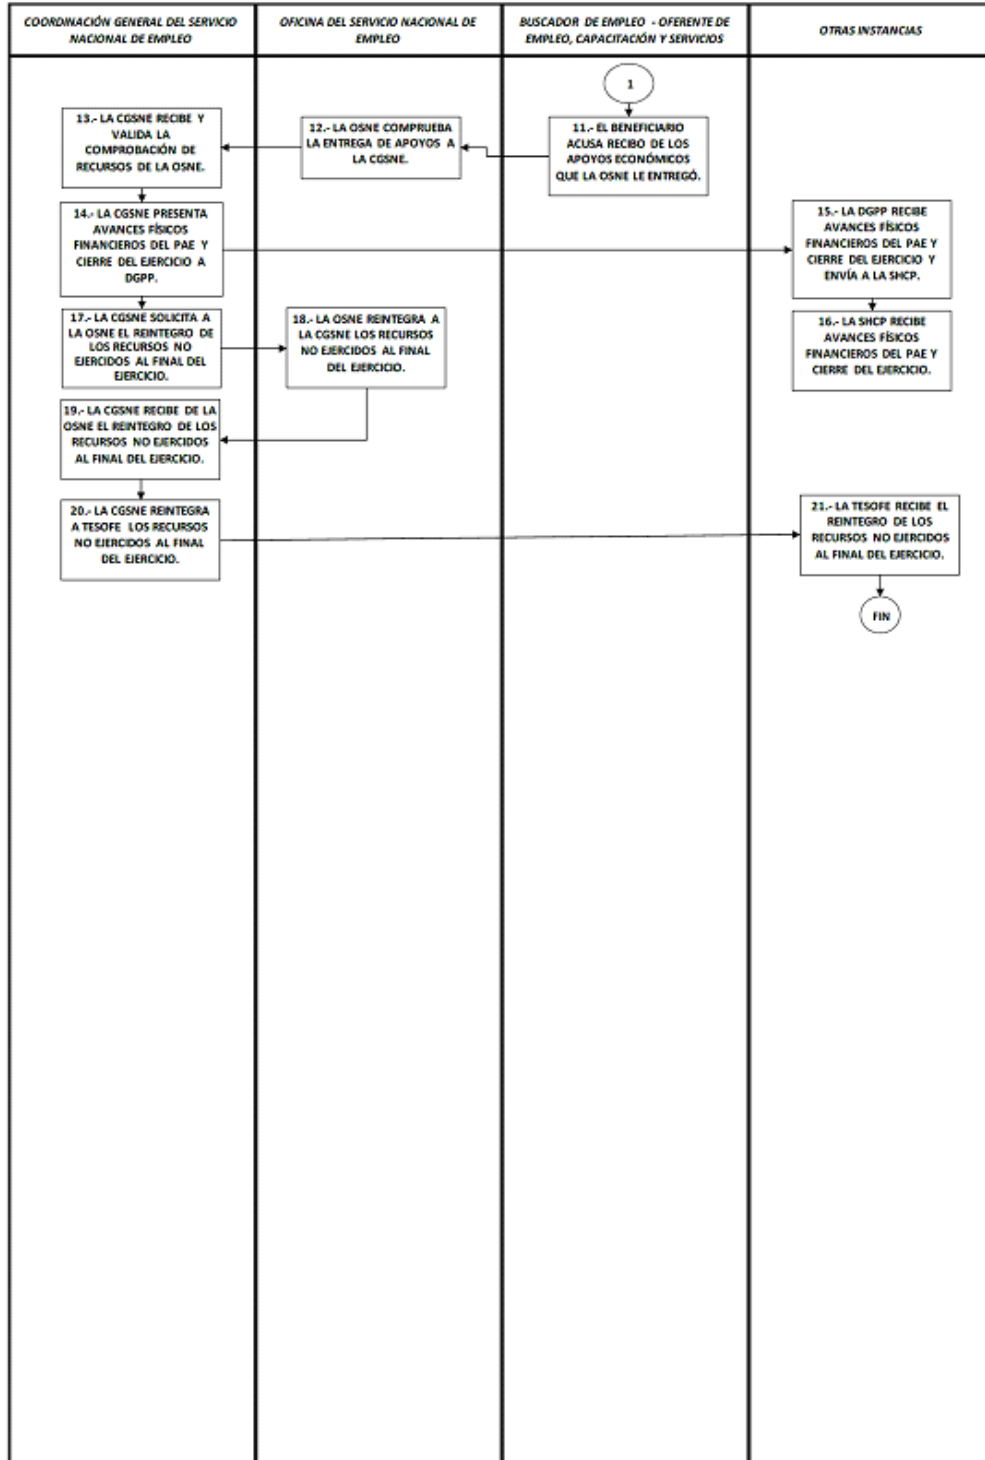 COORDINACIÓN GENERAL DEL SERVICIO
NACIONAL DE EMPLEO
OFICINA DEL SERVICIO NACIONAL DE
EMPLEO
BUSCADOR DE EMPLEO - OFERENTE DE
EMPLEO, CAPACITACIÓN Y SERVICIOS
OTRAS INSTANCIAS
1
11.- EL BENEFICIARIO
ACUSA RECIBO DE LOS
APOYOS ECONÓMICOS
QUE LA OSNE LE ENTREGÓ.
12.- LA OSNE COMPRUEBA
LA ENTREGA DE APOYOS A
LA CGSNE.
13.- LA CGSNE RECIBE Y
VALIDA LA
COMPROBACIÓN DE
RECURSOS DE LA OSNE.
14.- LA CGSNE PRESENTA
AVANCES FÍSICOS
FINANCIEROS DEL PAE Y
CIERRE DEL EJERCICIO A
DGPP.
15.- LA DGPP RECIBE
AVANCES FÍSICOS
FINANCIEROS DEL PAE Y
CIERRE DEL EJERCICIO Y
ENVÍA A LA SHCP.
16.- LA SHCP RECIBE
AVANCES FÍSICOS
FINANCIEROS DEL PAE Y
CIERRE DEL EJERCICIO.
17.- LA CGSNE SOLICITA A
LA OSNE EL REINTEGRO DE
LOS RECURSOS NO
EJERCIDOS AL FINAL DEL
EJERCICIO.
18.- LA OSNE REINTEGRA A
LA CGSNE LOS RECURSOS
NO EJERCIDOS AL FINAL
DEL EJERCICIO.
19.- LA CGSNE RECIBE DE LA
OSNE EL REINTEGRO DE LOS
RECURSOS NO EJERCIDOS
AL FINAL DEL EJERCICIO.
20.- LA CGSNE REINTEGRA
A TESOFE LOS RECURSOS
NO EJERCIDOS AL FINAL
DEL EJERCICIO.
21.- LA TESOFE RECIBE EL
REINTEGRO DE LOS
RECURSOS NO EJERCIDOS
AL FINAL DEL EJERCICIO.
FIN